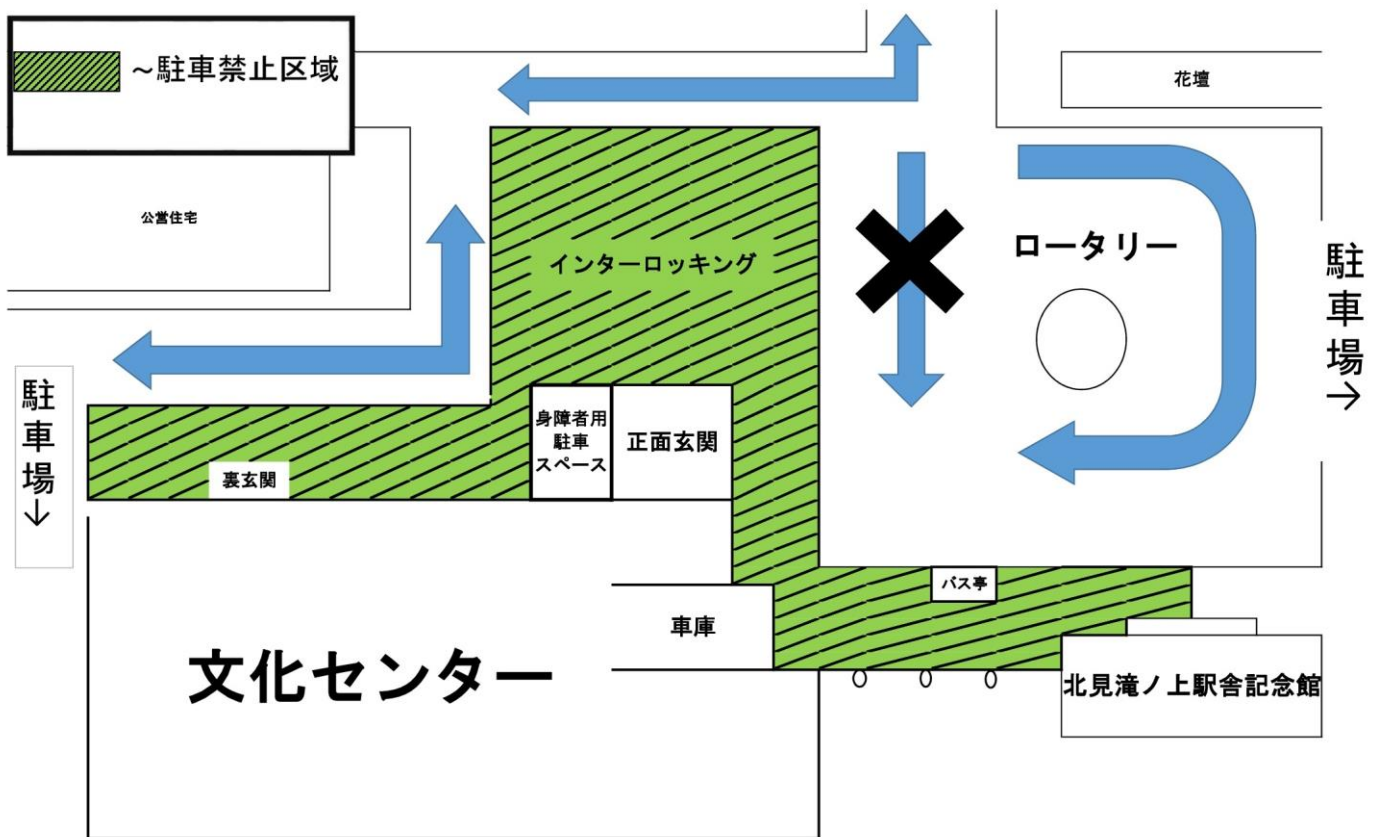 ～駐車禁止区域
花壇
公営住宅
インターロッキング
ロータリー
駐車場→
駐車場↓
身障者用
駐車
スペース
正面玄関
裏玄関
バス亭
車庫
文化センター
北見滝ノ上駅舎記念館